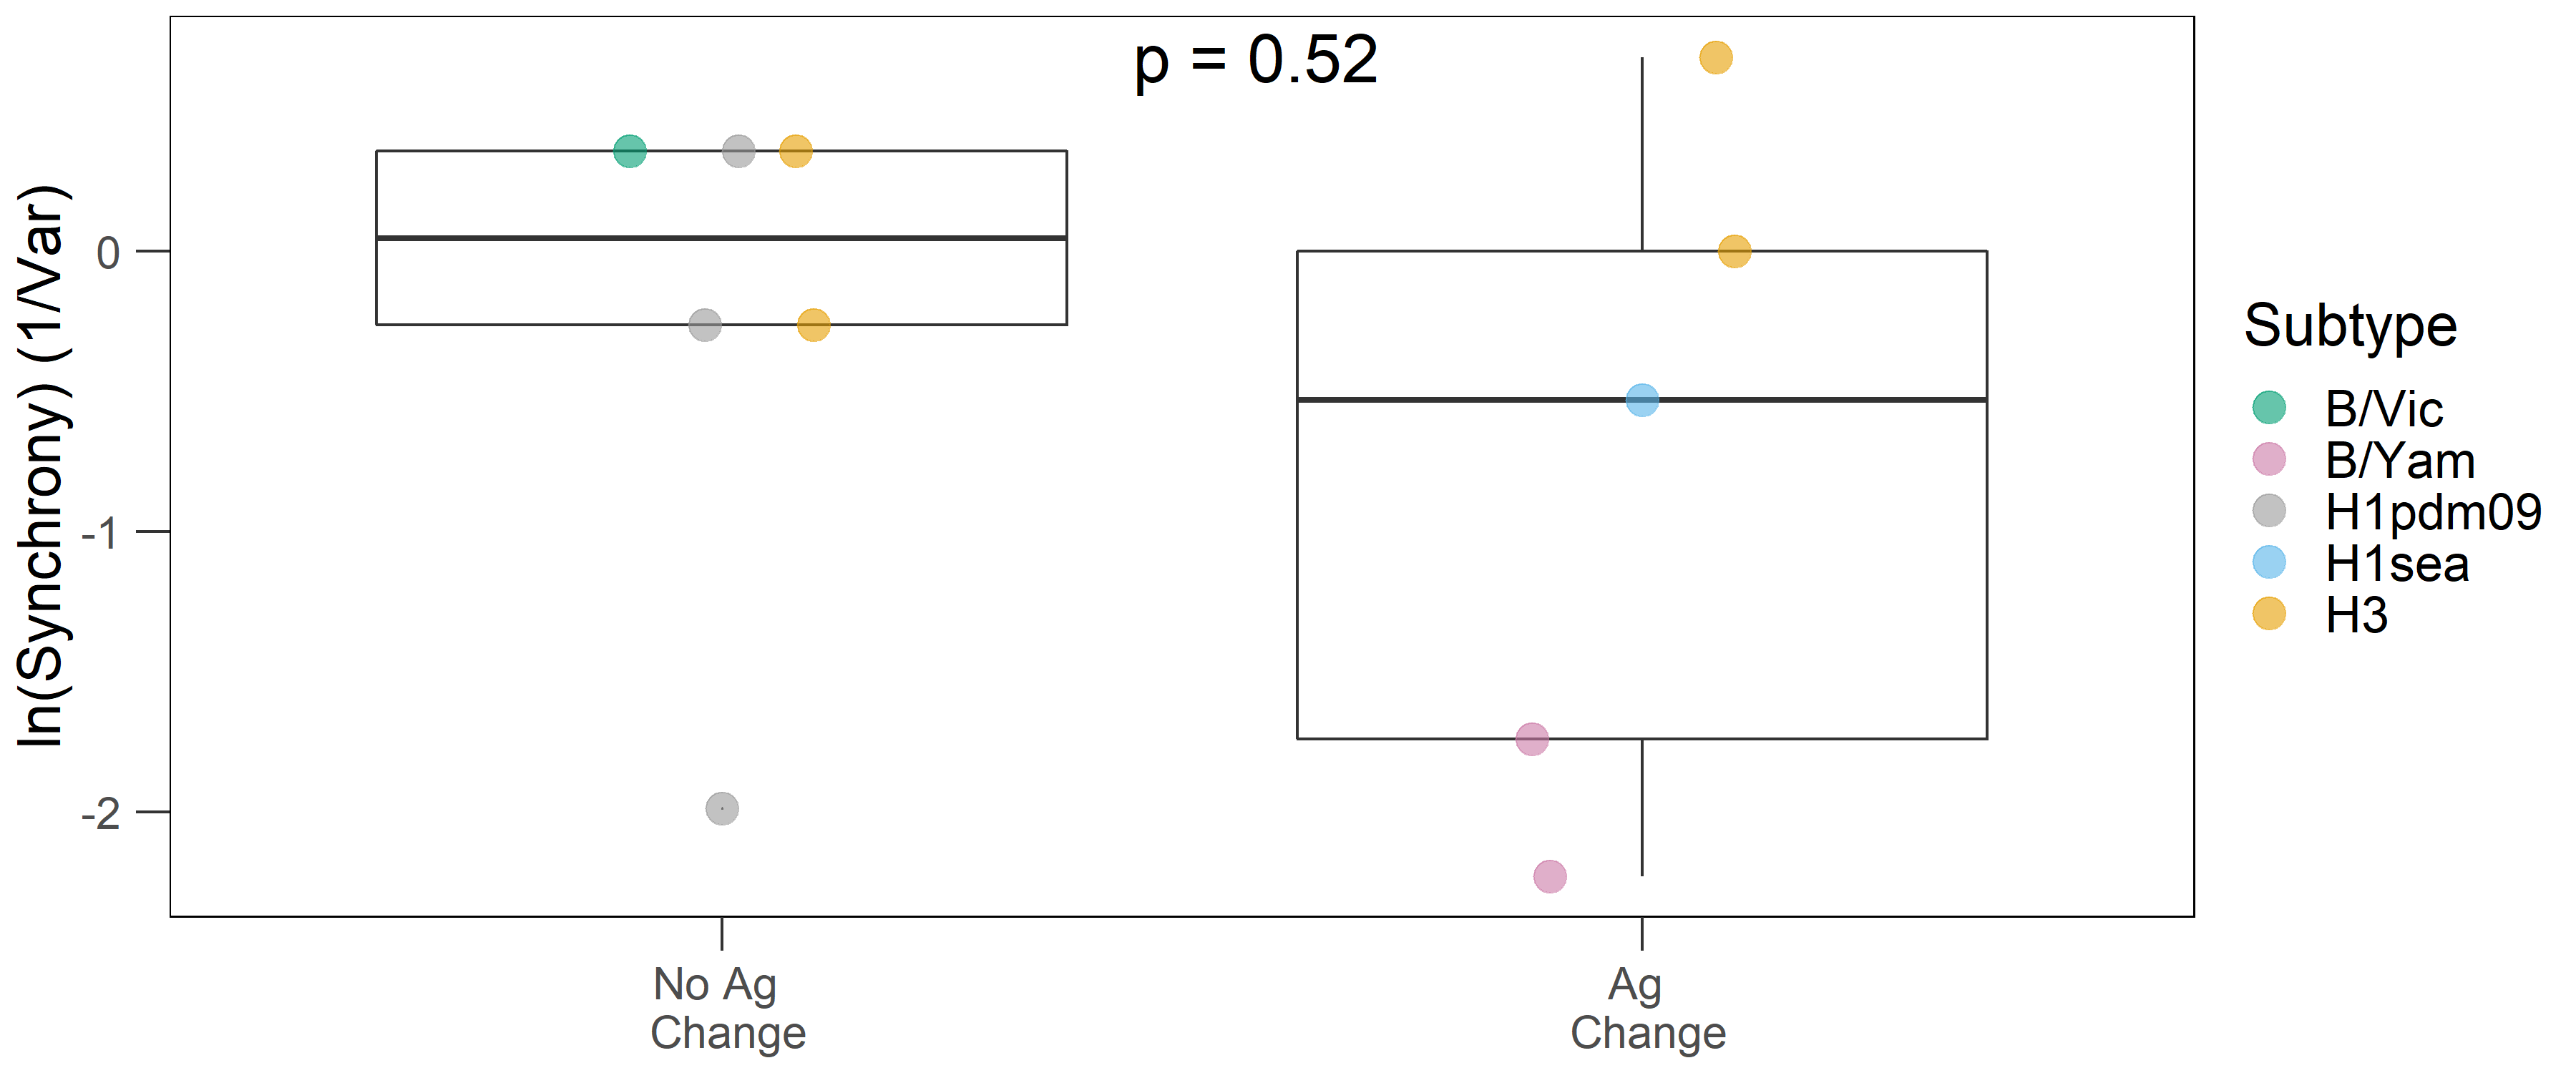 p = 0.52
ln(Synchrony) (1/Var)
0
-1
-2
No Ag
Change
Ag
Change
Subtype
B/Vic
B/Yam
H1pdm09
H1sea
H3